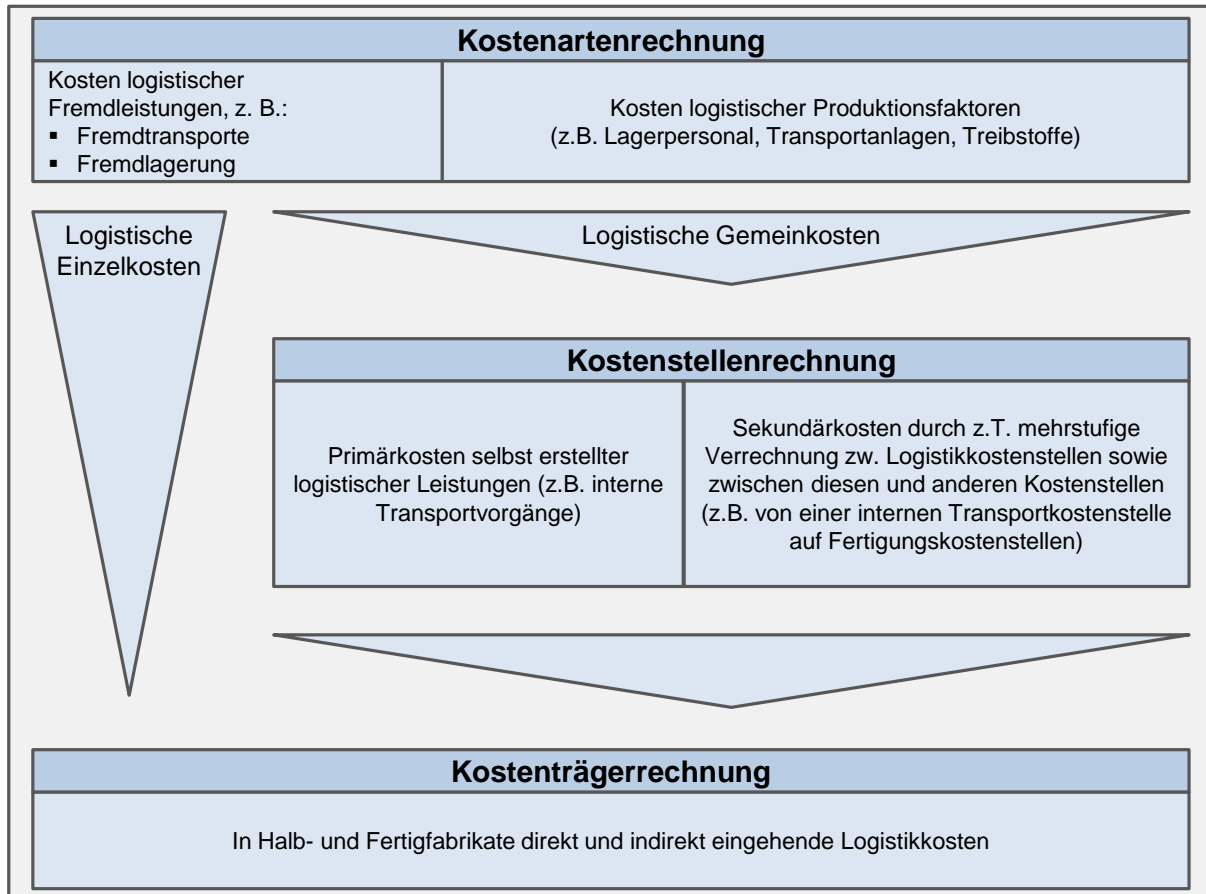 Kostenartenrechnung
Kosten logistischer
Fremdleistungen, z. B.:
▪ Fremdtransporte
▪ Fremdlagerung
Kosten logistischer Produktionsfaktoren
(z.B. Lagerpersonal, Transportanlagen, Treibstoffe)
Logistische
Einzelkosten
Logistische Gemeinkosten
Kostenstellenrechnung
Primärkosten selbst erstellter
logistischer Leistungen (z.B. interne
Transportvorgänge)
Sekundärkosten durch z.T. mehrstufige
Verrechnung zw. Logistikkostenstellen sowie
zwischen diesen und anderen Kostenstellen
(z.B. von einer internen Transportkostenstelle
auf Fertigungskostenstellen)
Kostenträgerrechnung
In Halb- und Fertigfabrikate direkt und indirekt eingehende Logistikkosten